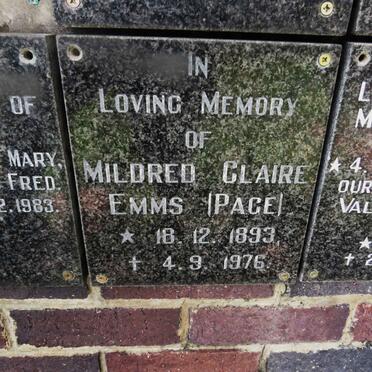 OF
MARY,
FRED.
2. 1983.
IN
LOVING MEMORY
OF
MILDRED CLAIRE
EMMS (PAGE)
★ 18. 12. 1893,
✝ 4. 9. 1976
L
M
★ 4.
OUR
VAL
★
✝ 2